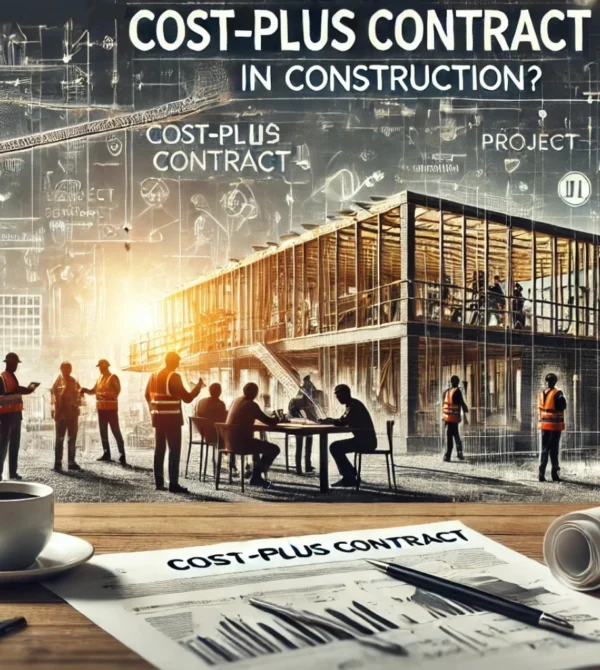 COST-PLUS CONTRACT
IN CONSTRUCTION?
COST-PLUS
CONTRACT
PROJECT
COST-PLUS CONTRACT